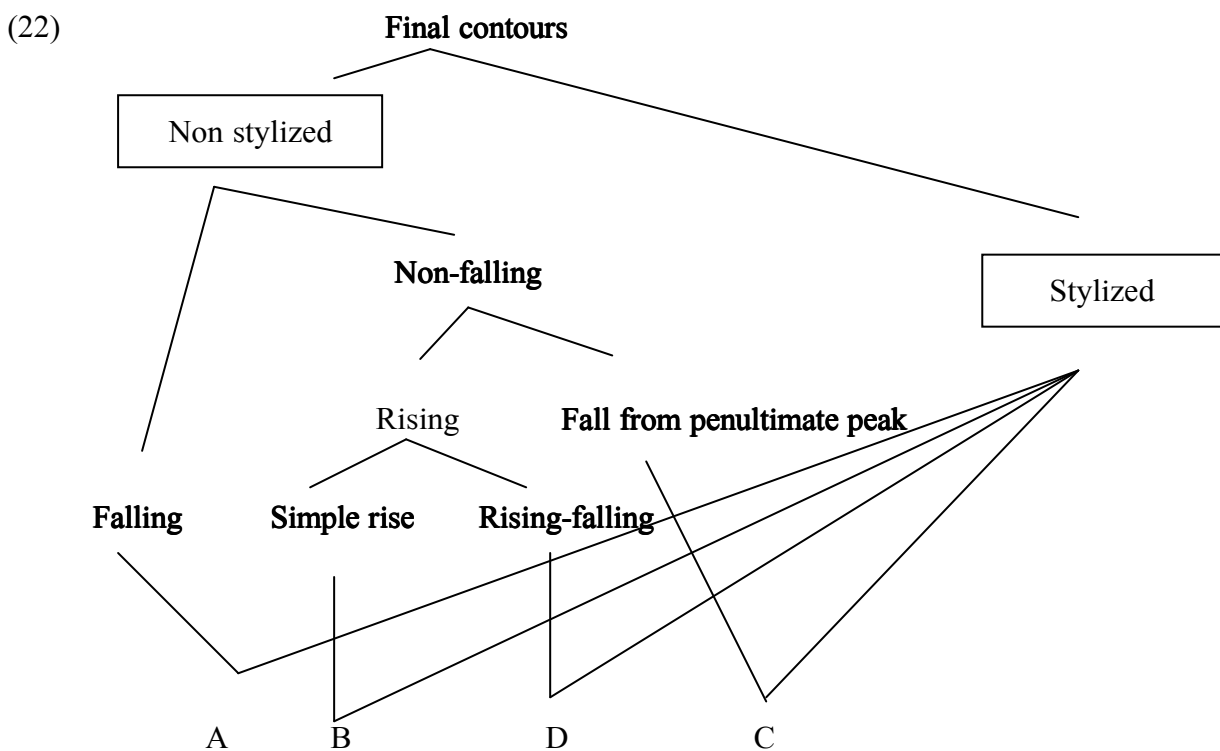 (22)
Final contours
Non stylized
Non-falling
Stylized
Rising
Fall from penultimate peak
Falling
Simple rise
Rising-falling
A
B
D
C